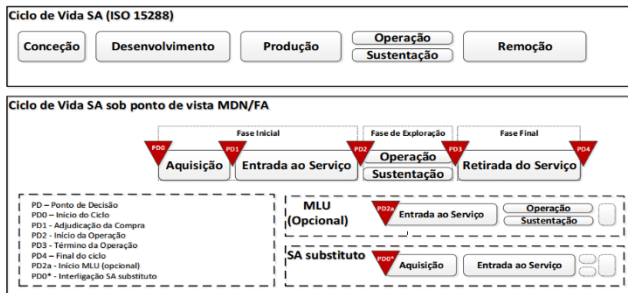 Ciclo de Vida SA (ISO 15288)
Conceção
Desenvolvimento
Produção
Operação
Sustentação
Remoção
Ciclo de Vida SA sob ponto de vista MDN/FA
Fase Inicial
Fase de Exploração
Fase Final
PD0
PD1
PD2
PD3
PD4
Aquisição
Entrada ao Serviço
Operação
Sustentação
Retirada do Serviço
PD – Ponto de Decisão
PD0 – Início do Ciclo
PD1 - Adjudicação da Compra
PD2 - Início da Operação
PD3 - Término da Operação
PD4 – Final do ciclo
PD2a - Início MLU (opcional)
PD0* - Interligação SA substituto
MLU
(Opcional)
PD2a
Entrada ao Serviço
Operação
Sustentação
SA substituto
PD0*
Aquisição
Entrada ao Serviço